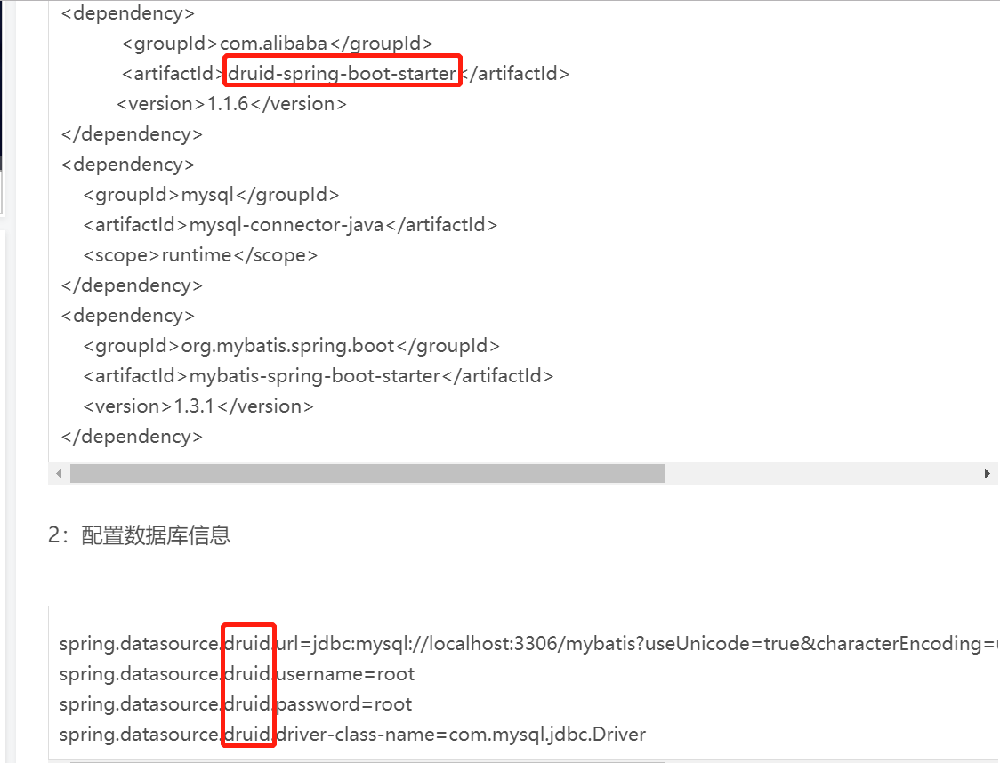 <dependency>
<groupId>com.alibaba</groupId>
<artifactId>druid-spring-boot-starter</artifactId>
<version>1.1.6</version>
</dependency>
<dependency>
<groupId>mysql</groupId>
<artifactId>mysql-connector-java</artifactId>
<scope>runtime</scope>
</dependency>
<dependency>
<groupId>org.mybatis.spring.boot</groupId>
<artifactId>mybatis-spring-boot-starter</artifactId>
<version>1.3.1</version>
</dependency>
2：配置数据库信息
spring.datasource.druid.url=jdbc:mysql://localhost:3306/mybatis?useUnicode=true&characterEncoding=
spring.datasource.druid.username=root
spring.datasource.druid.password=root
spring.datasource.druid.driver-class-name=com.mysql.jdbc.Driver